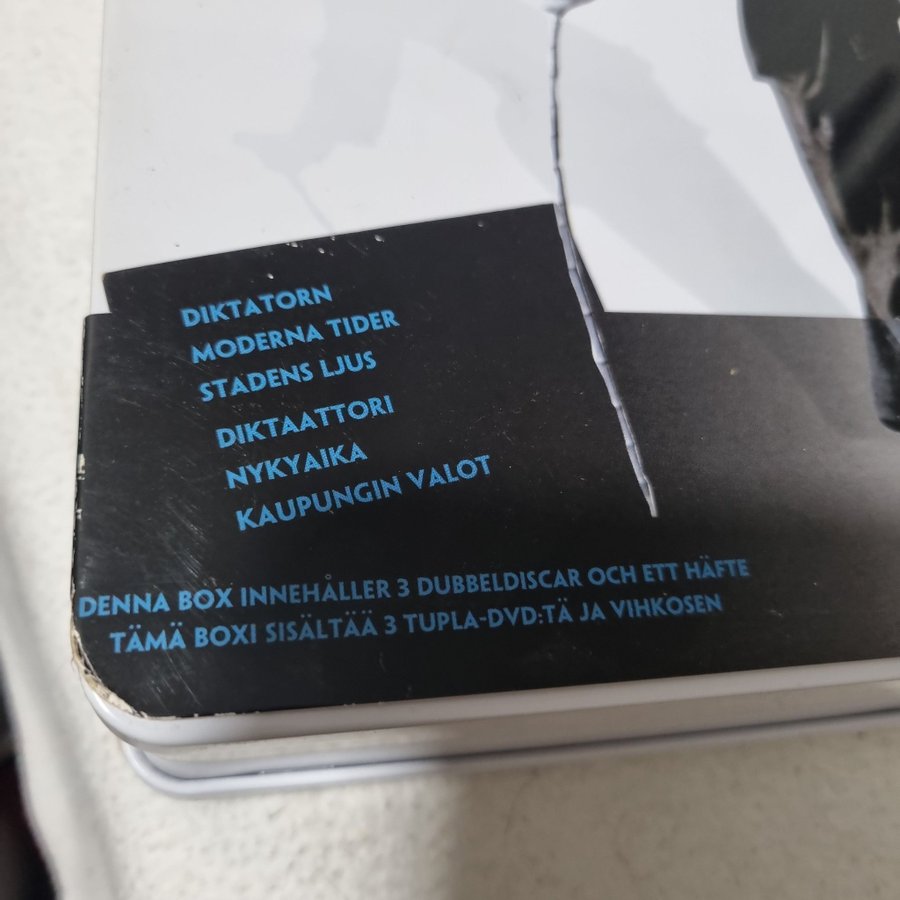 DIKTATORN
MODERNA TIDER
STADENS LJUS
DIKTAATTORI
NYKYAIKA
KAUPUNGIN VALOT
DENNA BOX INNEHÅLLER 3 DUBBELDISCAR OCH ETT HÄFTE
TÄMÄ BOXI SISÄLTÄÄ 3 TUPLA-DVD:TÄ JA VIHKOSEN